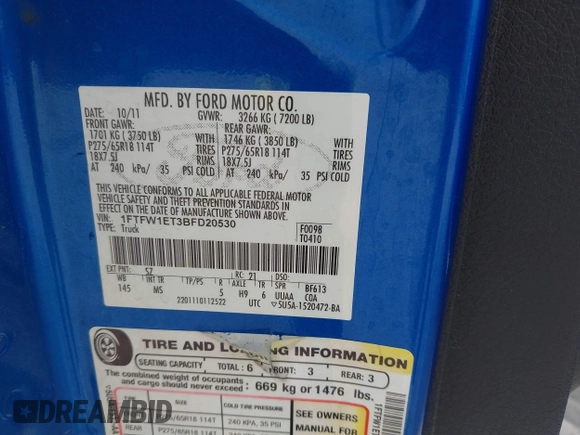 MFD. BY FORD MOTOR CO.
DATE: 10/11 GVWR: 3266 KG ( 7200 LB)
FRONT GAWR: REAR GAWR:
1701 KG ( 3750 LB) WITH 1746 KG ( 3850 LB) WITH
P275/65R18 114T TIRES P275/65R18 114T TIRES
18X7.5J RIMS 18X7.5J RIMS
AT 240 kPa/ 35 PSI COLD AT 240 kPa/ 35 PSI COLD
THIS VEHICLE CONFORMS TO ALL APPLICABLE FEDERAL MOTOR
VEHICLE SAFETY AND THEFT PREVENTION STANDARDS IN
EFFECT ON THE DATE OF MANUFACTURE SHOWN ABOVE.
VIN: 1FTFW1ET3BFD20530 F0098
TYPE: Truck T0410
EXT PNT: SZ RC: 21 DSO:
WB INT TR TP/PS R AXLE TR SPR BF613
145 MS 5 H9 6 UUAA COA
2201110112522 UTC 5U5A-1520472-BA
TIRE AND LOADING INFORMATION
SEATING CAPACITY TOTAL: 6 FRONT: 3 REAR: 3
The combined weight of occupants
and cargo should never exceed: 669 kg or 1476 lbs.
SIZE COLD TIRE PRESSURE SEE OWNERS
P275/65R18 114T 240 KPA, 35 PSI MANUAL FOR
REAR P275/65R18 114T
DREAMBID